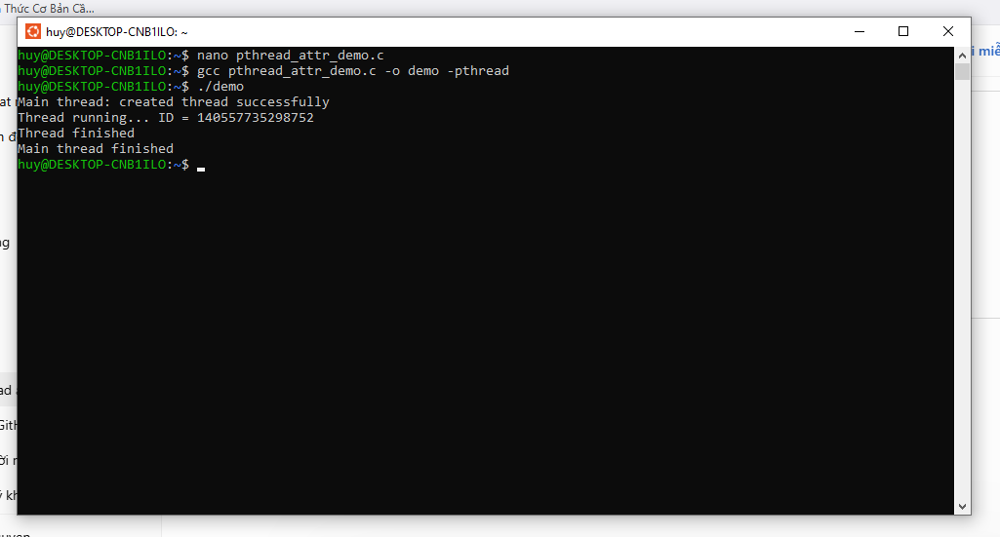 Thức Cơ Bản Cầ...
huy@DESKTOP-CNB1ILO: ~
huy@DESKTOP-CNB1ILO:~$ nano pthread_attr_demo.c
huy@DESKTOP-CNB1ILO:~$ gcc pthread_attr_demo.c -o demo -pthread
huy@DESKTOP-CNB1ILO:~$ ./demo
Main thread: created thread successfully
Thread running... ID = 140557735298752
Thread finished
Main thread finished
huy@DESKTOP-CNB1ILO:~$